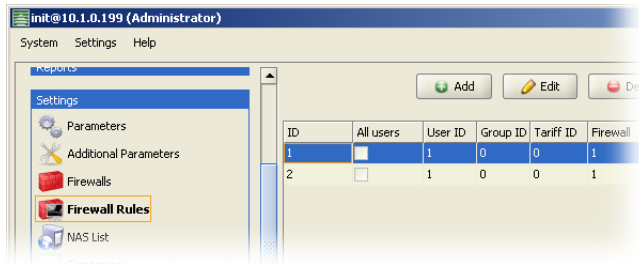 init@10.1.0.199 (Administrator)
System Settings Help
Reports
Add Edit
Settings
Parameters
Additional Parameters
Firewalls
Firewall Rules
NAS List
ID All users User ID Group ID Tariff ID Firewall
1 1 0 0 1
2 1 0 0 1